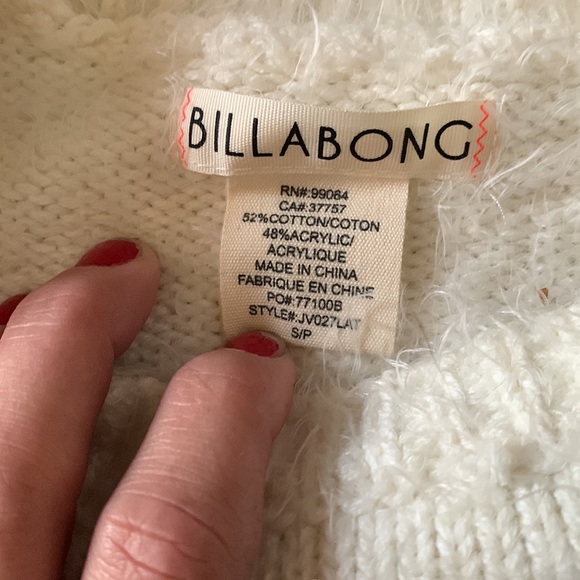 BILLABONG
RN#:99064
CA#:37757
52%COTTON/COTON
48%ACRYLIC/
ACRYLIQUE
MADE IN CHINA
FABRIQUE EN CHINE
PO#:77100B
STYLE#:JV027LAT
S/P